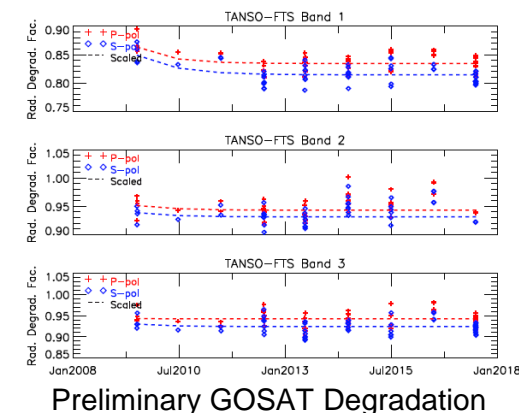 TANSO-FTS Band 1
Rad. Degrad. Fac.
0.90
0.85
0.80
0.75
+ + P-pol
◇ ◇ S-pol
---- Scaled
TANSO-FTS Band 2
Rad. Degrad. Fac.
1.05
1.00
0.95
0.90
+ + P-pol
◇ ◇ S-pol
---- Scaled
TANSO-FTS Band 3
Rad. Degrad. Fac.
1.05
1.00
0.95
0.90
0.85
+ + P-pol
◇ ◇ S-pol
---- Scaled
Jan2008 Jul2010 Jan2013 Jul2015 Jan2018
Preliminary GOSAT Degradation